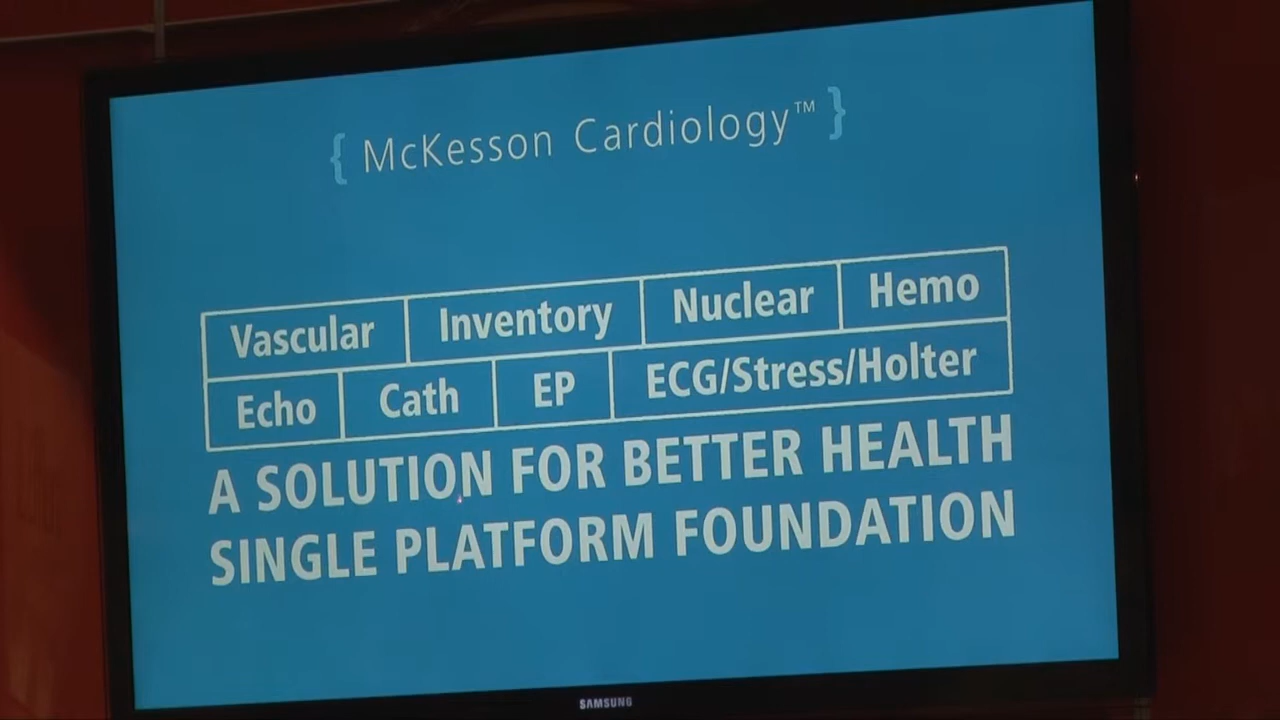 { McKesson Cardiology™ }
Vascular Inventory Nuclear Hemo
Echo Cath EP ECG/Stress/Holter
A SOLUTION FOR BETTER HEALTH
SINGLE PLATFORM FOUNDATION
SAMSUNG